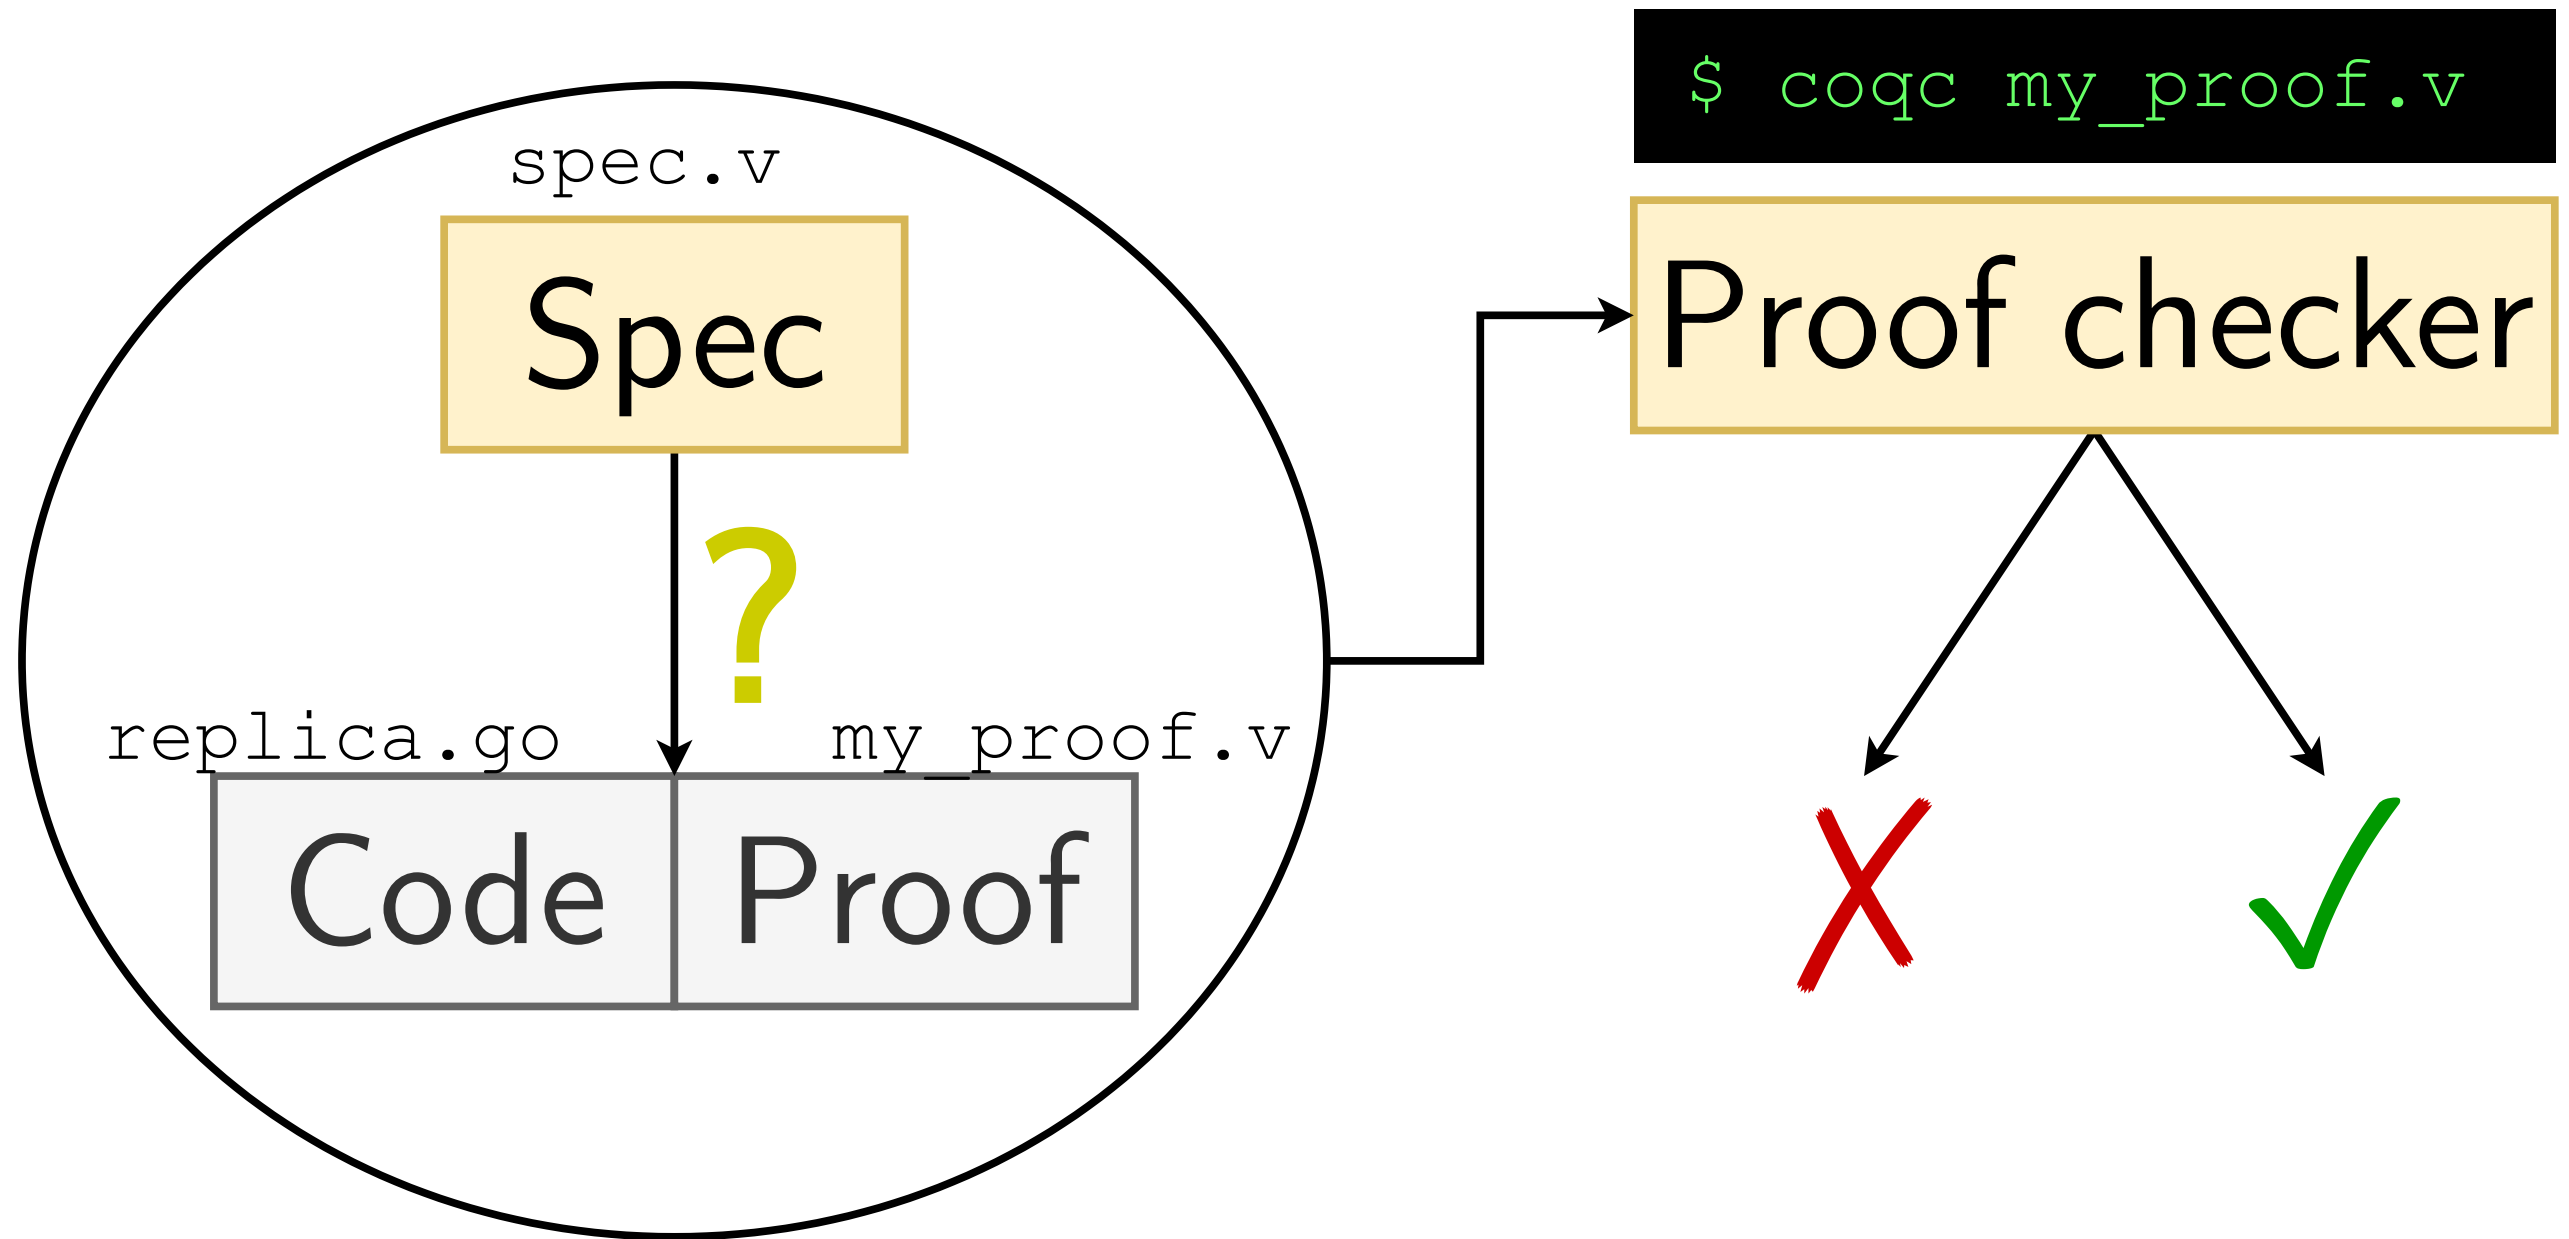 $ coqc my_proof.v
spec.v
Spec
Proof checker
?
replica.go
my_proof.v
Code
Proof